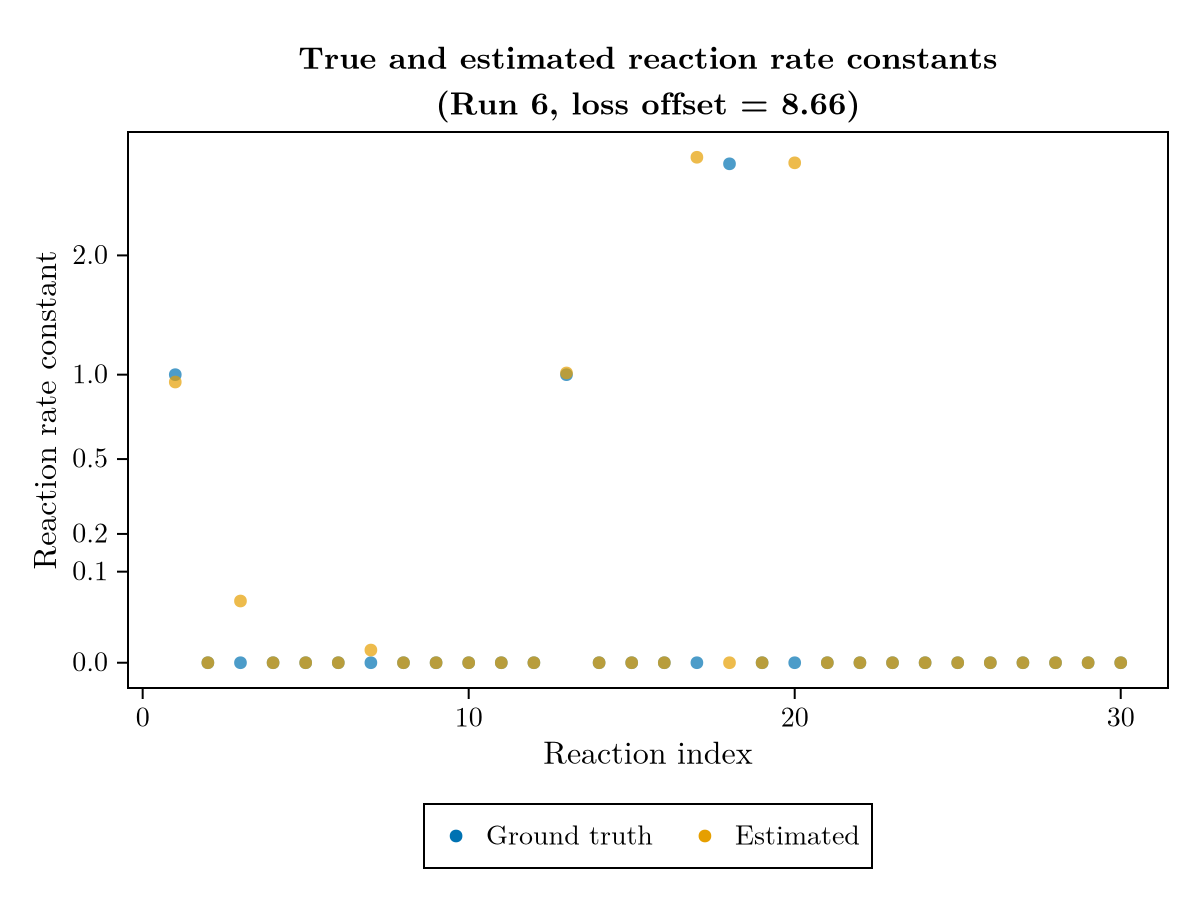 True and estimated reaction rate constants
(Run 6, loss offset = 8.66)
Reaction rate constant
2.0
1.0
0.5
0.2
0.1
0.0
0 10 20 30
Reaction index
Ground truth Estimated